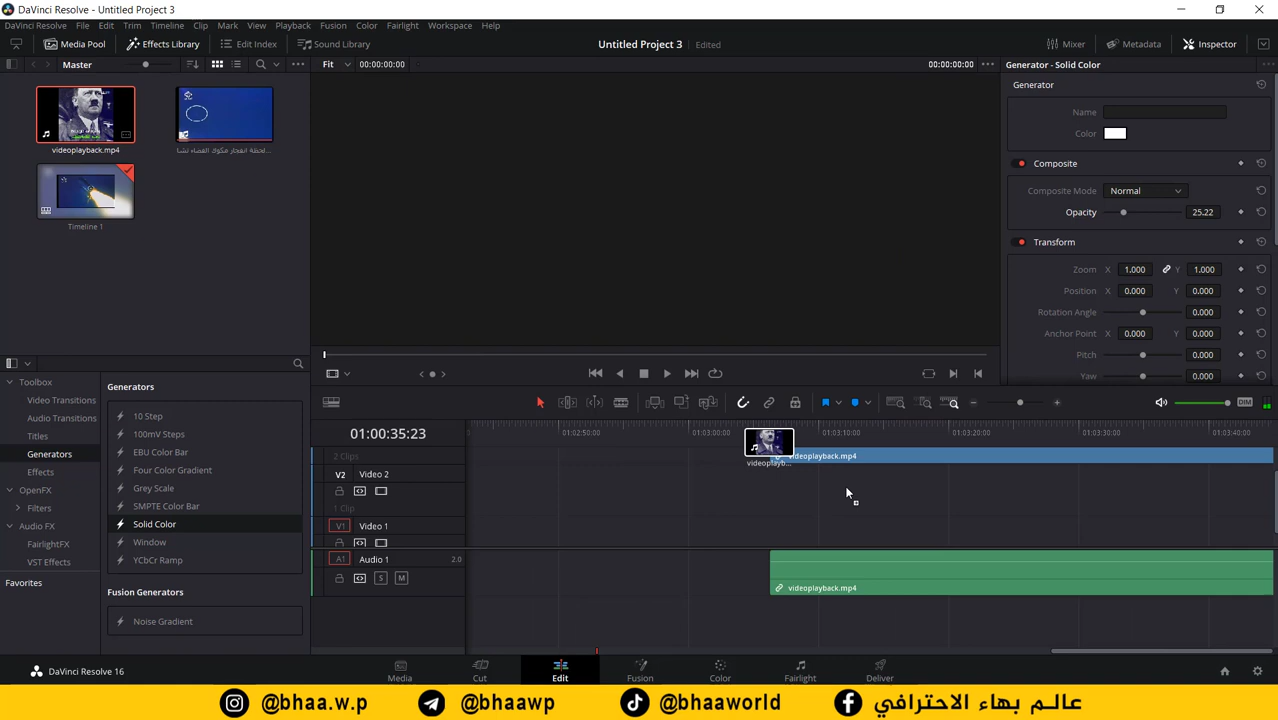 DaVinci Resolve - Untitled Project 3
DaVinci Resolve File Edit Trim Timeline Clip Mark View Playback Fusion Color Fairlight Workspace Help
Media Pool Effects Library Edit Index Sound Library Untitled Project 3 Edited Mixer Metadata Inspector
Master Fit 00:00:00:00 00:00:00:00 Generator - Solid Color
Generator
Name
Color
videoplayback.mp4
لحظة انفجار مكوك الفضاء تشا...
Composite
Composite Mode Normal
Opacity 25.22
Timeline 1
Transform
Zoom X 1.000 Y 1.000
Position X 0.000 Y 0.000
Rotation Angle 0.000
Anchor Point X 0.000 Y 0.000
Pitch 0.000
Yaw 0.000
Toolbox
Video Transitions
Audio Transitions
Titles
Generators
Effects
OpenFX
Filters
Audio FX
FairlightFX
VST Effects
Favorites
Generators
10 Step
100mV Steps
EBU Color Bar
Four Color Gradient
Grey Scale
SMPTE Color Bar
Solid Color
Window
YCbCr Ramp
Fusion Generators
Noise Gradient
DIM
01:00:35:23
01:02:50:00 01:03:00:00 01:03:10:00 01:03:20:00 01:03:30:00 01:03:40:00
2 Clips
videoplayback.mp4
videoplayb...
V2 Video 2
1 Clip
V1 Video 1
A1 Audio 1 2.0
S M
videoplayback.mp4
DaVinci Resolve 16
Media Cut Edit Fusion Color Fairlight Deliver
@bhaa.w.p @bhaawp @bhaaworld عالم بهاء الاحترافي